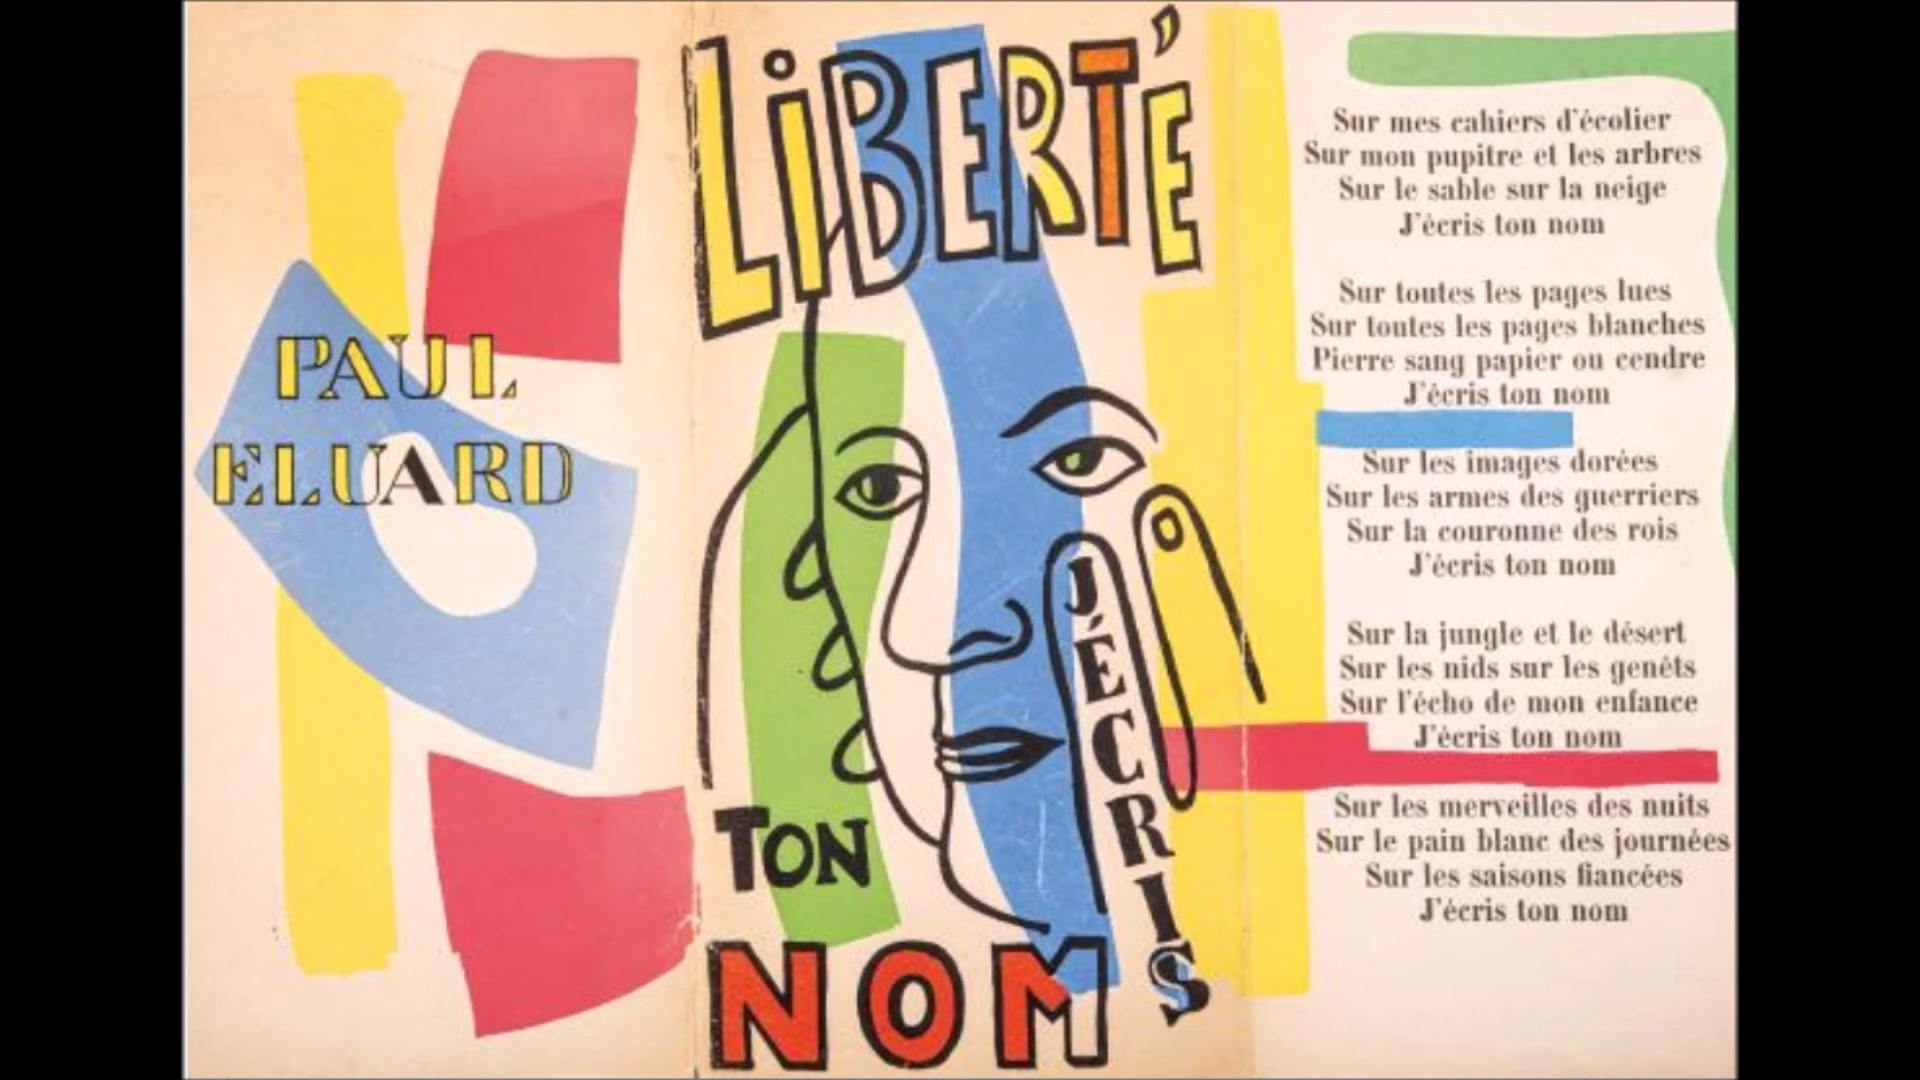 PAUL
ELUARD
LiBERTÉ
J'ÉCRIS
TON
NOM
Sur mes cahiers d'écolier
Sur mon pupitre et les arbres
Sur le sable sur la neige
J'écris ton nom
Sur toutes les pages lues
Sur toutes les pages blanches
Pierre sang papier ou cendre
J'écris ton nom
Sur les images dorées
Sur les armes des guerriers
Sur la couronne des rois
J'écris ton nom
Sur la jungle et le désert
Sur les nids sur les genêts
Sur l'écho de mon enfance
J'écris ton nom
Sur les merveilles des nuits
Sur le pain blanc des journées
Sur les saisons fiancées
J'écris ton nom